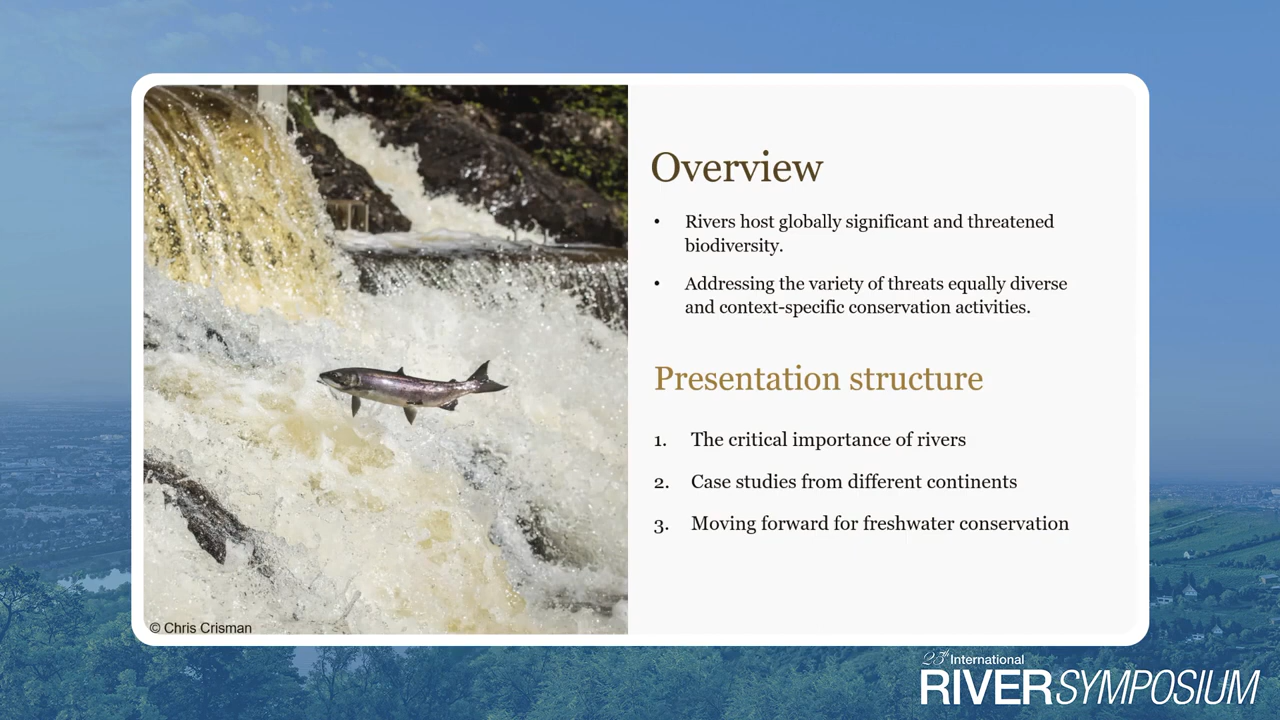 Overview
• Rivers host globally significant and threatened
biodiversity.
• Addressing the variety of threats equally diverse
and context-specific conservation activities.
Presentation structure
1. The critical importance of rivers
2. Case studies from different continents
3. Moving forward for freshwater conservation
© Chris Crisman
23th International
RIVERSYMPOSIUM